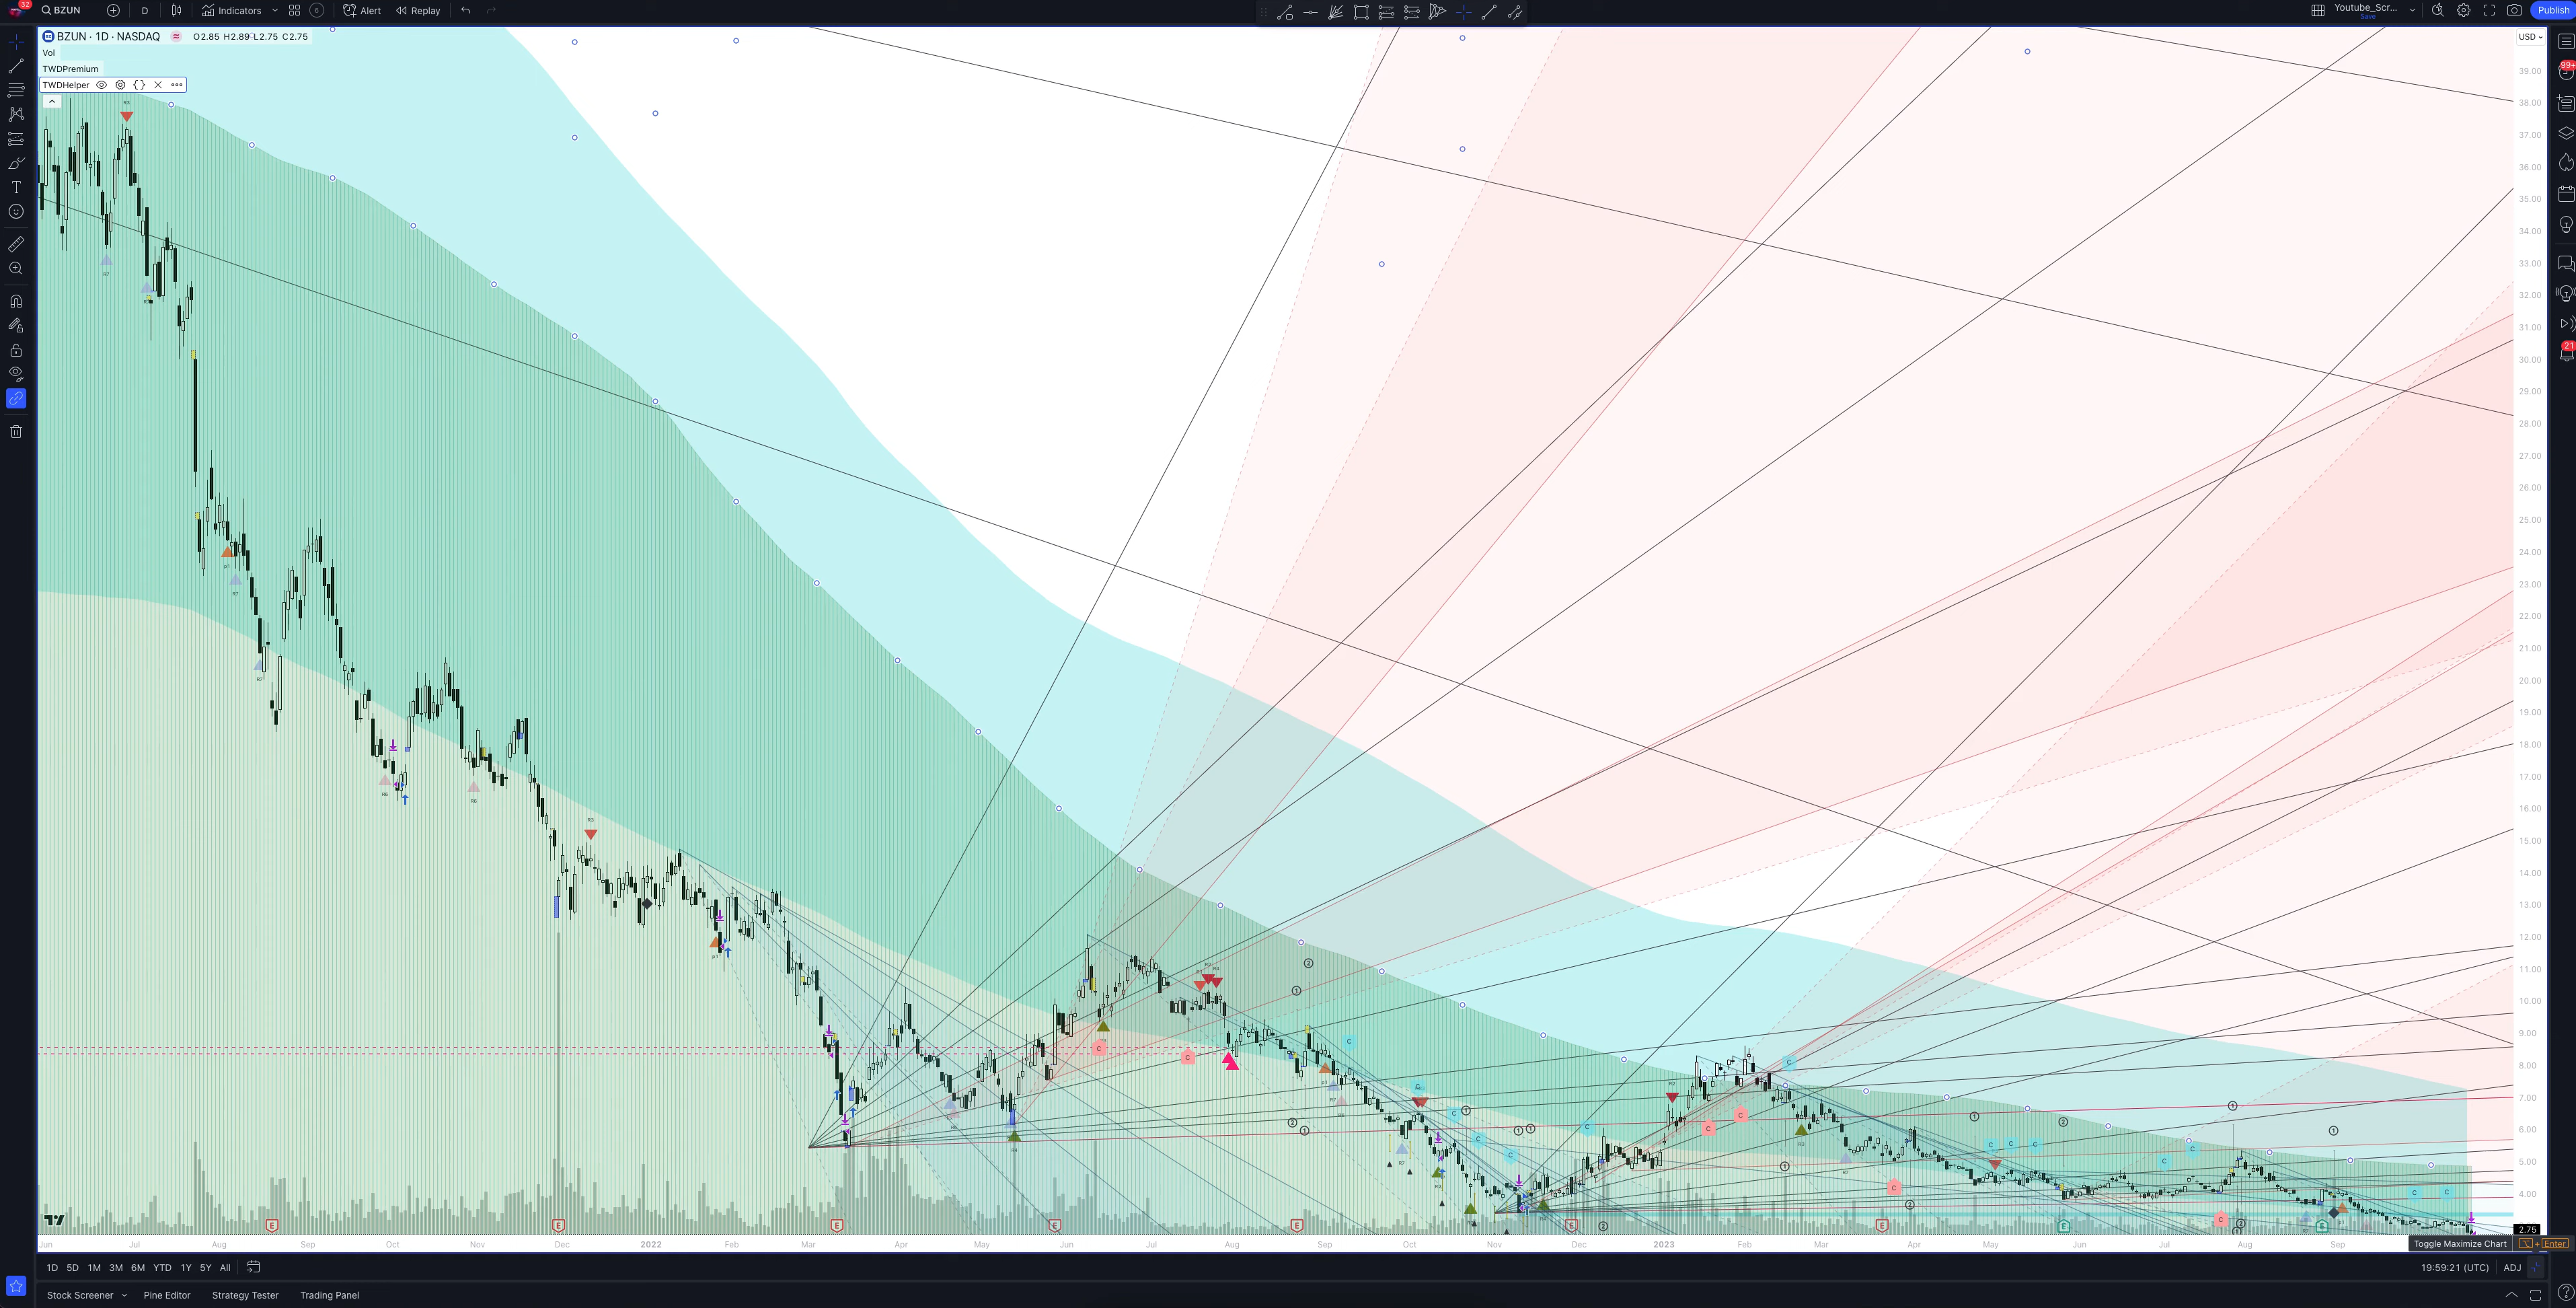 32
BZUN
D
Indicators
6
Alert
Replay
Youtube_Scr...
Save
Publish
BZUN · 1D · NASDAQ O2.85 H2.89 L2.75 C2.75
USD
Vol
TWDPremium
TWDHelper
99+
21
39.00
38.00
37.00
36.00
35.00
34.00
33.00
32.00
31.00
30.00
29.00
28.00
27.00
26.00
25.00
24.00
23.00
22.00
21.00
20.00
19.00
18.00
17.00
16.00
15.00
14.00
13.00
12.00
11.00
10.00
9.00
8.00
7.00
6.00
5.00
4.00
2.75
Jun Jul Aug Sep Oct Nov Dec 2022 Feb Mar Apr May Jun Jul Aug Sep Oct Nov Dec 2023 Feb Mar Apr May Jun Jul Aug Sep
Toggle Maximize Chart ⌥ + Enter
1D 5D 1M 3M 6M YTD 1Y 5Y All
19:59:21 (UTC) ADJ
Stock Screener Pine Editor Strategy Tester Trading Panel